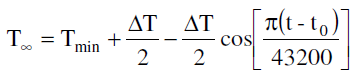 T∞ = Tmin + ΔT/2 - ΔT/2 cos[π(t - t0)/43200]